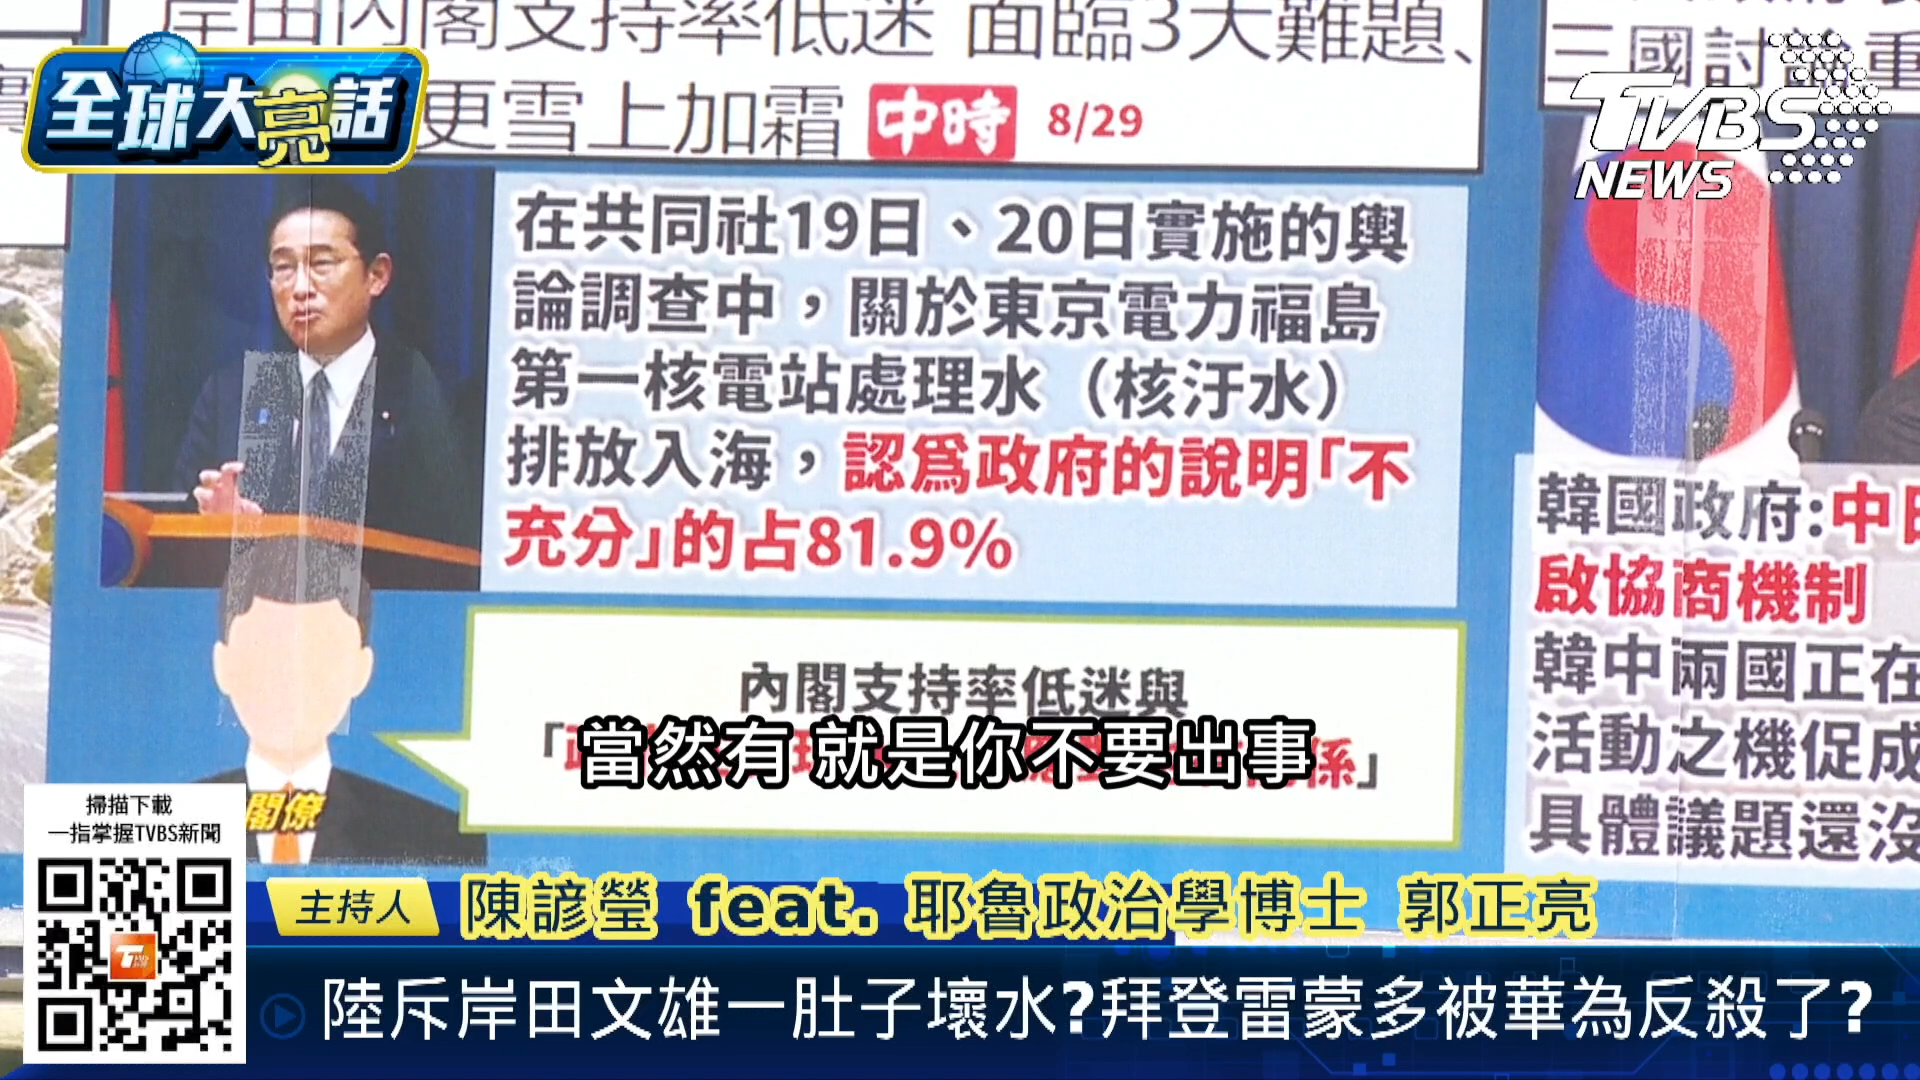 岸田內閣支持率低迷 面臨3大難題、
更雪上加霜 中時 8/29
全球大亮話
三國討論重
TVBS
NEWS
在共同社19日、20日實施的輿
論調查中，關於東京電力福島
第一核電站處理水（核汙水）
排放入海，認爲政府的說明「不
充分」的占81.9%
韓國政府:中日
啟協商機制
韓中兩國正在
活動之機促成
具體議題還沒
內閣支持率低迷與
係」
當然有 就是你不要出事
閣僚
掃描下載
一指掌握TVBS新聞
主持人 陳諺瑩 feat. 耶魯政治學博士 郭正亮
陸斥岸田文雄一肚子壞水?拜登雷蒙多被華為反殺了?